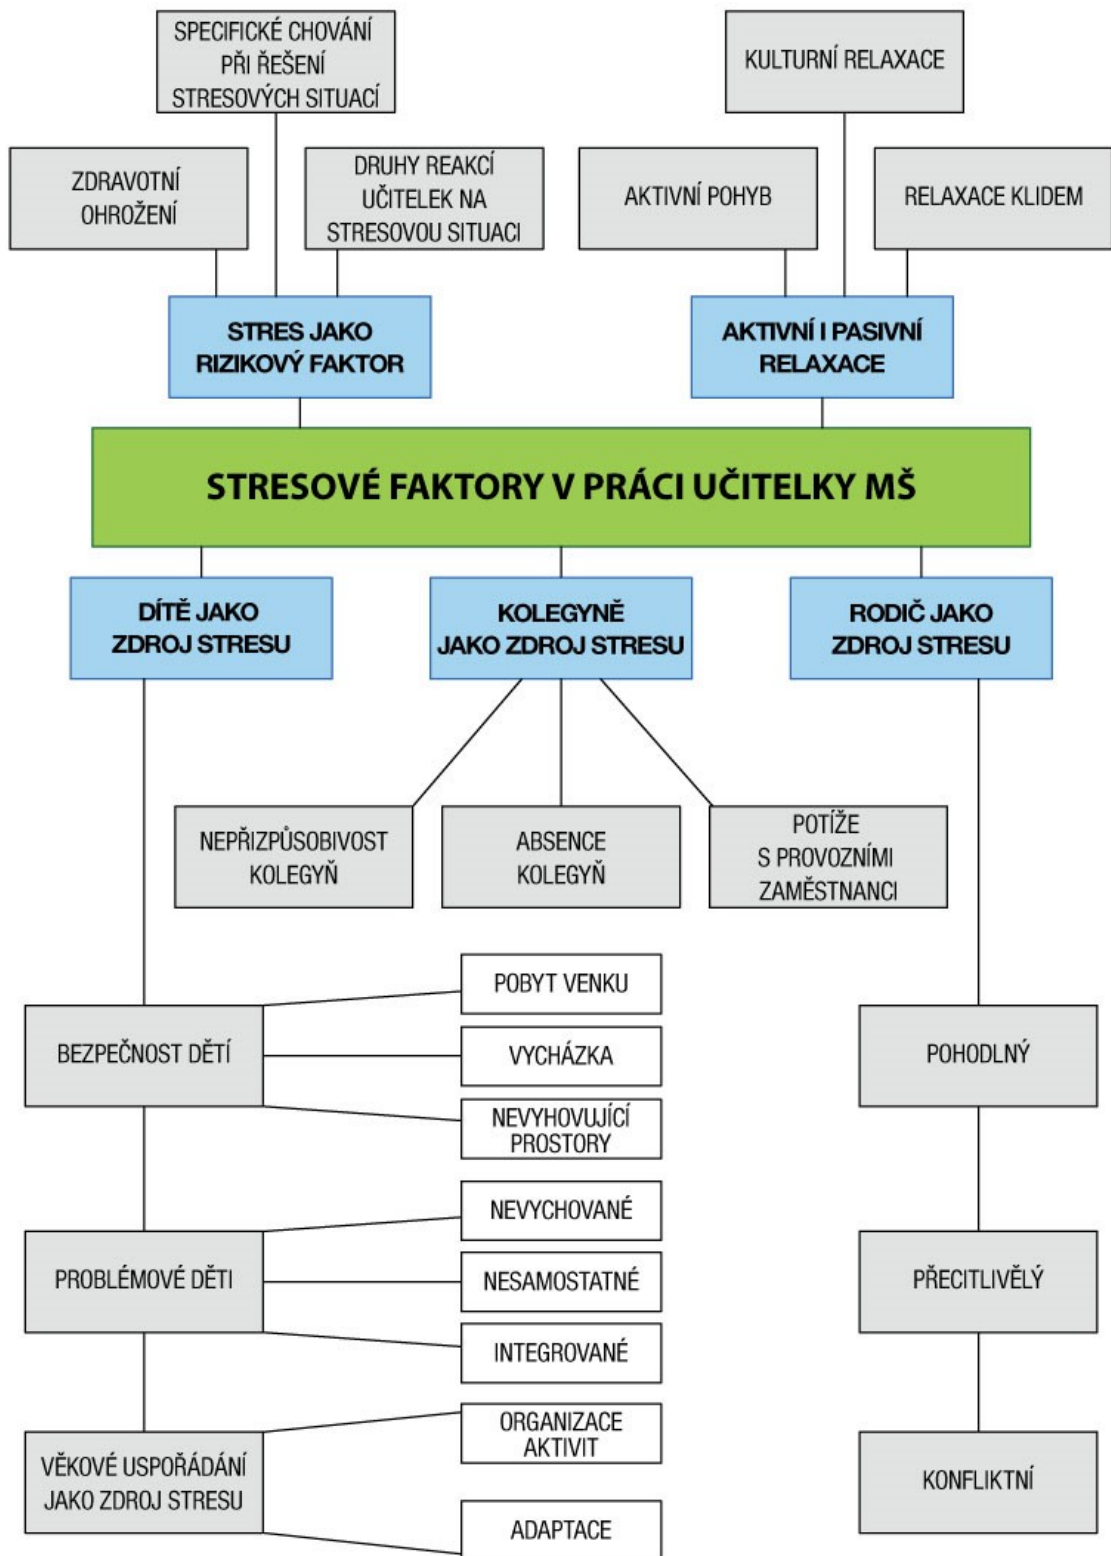 SPECIFICKÉ CHOVÁNÍ
PŘI ŘEŠENÍ
STRESOVÝCH SITUACÍ
KULTURNÍ RELAXACE
ZDRAVOTNÍ
OHROŽENÍ
DRUHY REAKCÍ
UČITELEK NA
STRESOVOU SITUACI
AKTIVNÍ POHYB
RELAXACE KLIDEM
STRES JAKO
RIZIKOVÝ FAKTOR
AKTIVNÍ I PASIVNÍ
RELAXACE
STRESOVÉ FAKTORY V PRÁCI UČITELKY MŠ
DÍTĚ JAKO
ZDROJ STRESU
KOLEGYNĚ
JAKO ZDROJ STRESU
RODIČ JAKO
ZDROJ STRESU
NEPŘIZPŮSOBIVOST
KOLEGYŇ
ABSENCE
KOLEGYŇ
POTÍŽE
S PROVOZNÍMI
ZAMĚSTNANCI
BEZPEČNOST DĚTÍ
POBYT VENKU
VYCHÁZKA
NEVYHOVUJÍCÍ
PROSTORY
POHODLNÝ
PROBLÉMOVÉ DĚTI
NEVYCHOVANÉ
NESAMOSTATNÉ
INTEGROVANÉ
PŘECITLIVĚLÝ
VĚKOVÉ USPOŘÁDÁNÍ
JAKO ZDROJ STRESU
ORGANIZACE
AKTIVIT
ADAPTACE
KONFLIKTNÍ